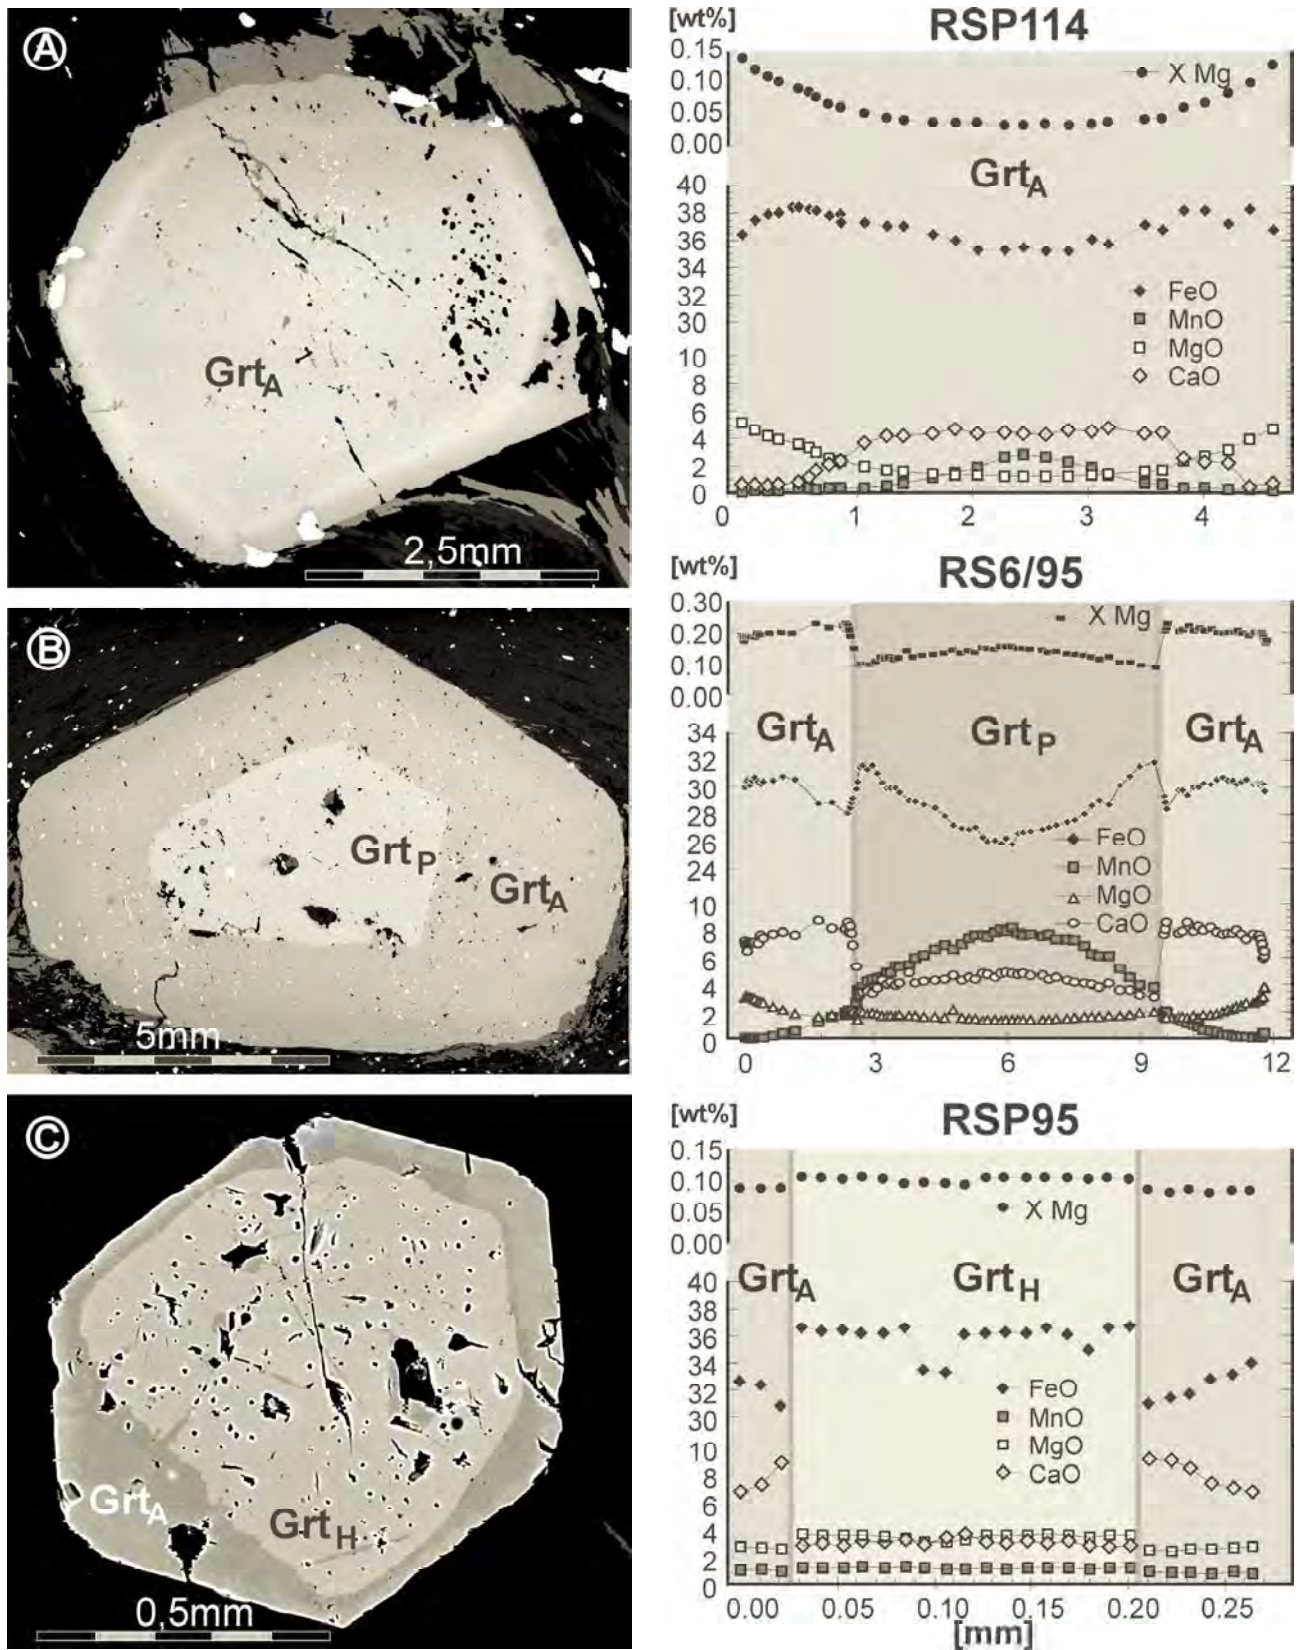 A
GrtA
2,5mm
RSP114
[wt%]
0.15
0.10
0.05
0.00
X Mg
GrtA
40
38
36
34
32
30
10
8
6
4
2
0
FeO
MnO
MgO
CaO
0 1 2 3 4
B
GrtP
GrtA
5mm
RS6/95
[wt%]
0.30
0.20
0.10
0.00
X Mg
GrtA GrtP GrtA
34
32
30
28
26
24
10
8
6
4
2
0
FeO
MnO
MgO
CaO
0 3 6 9 12
C
GrtA
GrtH
0,5mm
RSP95
[wt%]
0.15
0.10
0.05
0.00
X Mg
GrtA GrtH GrtA
40
38
36
34
32
30
10
8
6
4
2
0
FeO
MnO
MgO
CaO
0.00 0.05 0.10 0.15 0.20 0.25
[mm]